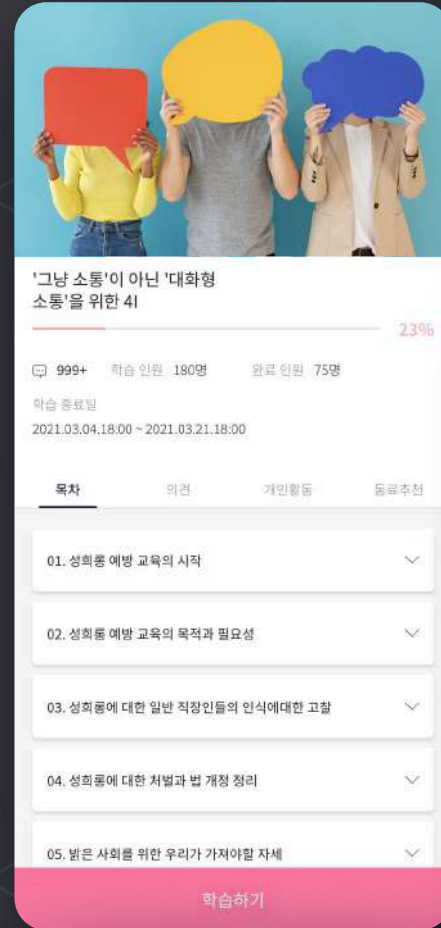 '그냥 소통'이 아닌 '대화형
소통'을 위한 4I
23%
999+ 학습 인원 180명 완료 인원 75명
학습 종료일
2021.03.04.18:00 ~ 2021.03.21.18:00
목차 의견 개인활동 동료추천
01. 성희롱 예방 교육의 시작
02. 성희롱 예방 교육의 목적과 필요성
03. 성희롱에 대한 일반 직장인들의 인식에대한 고찰
04. 성희롱에 대한 처벌과 법 개정 정리
05. 밝은 사회를 위한 우리가 가져야할 자세
학습하기